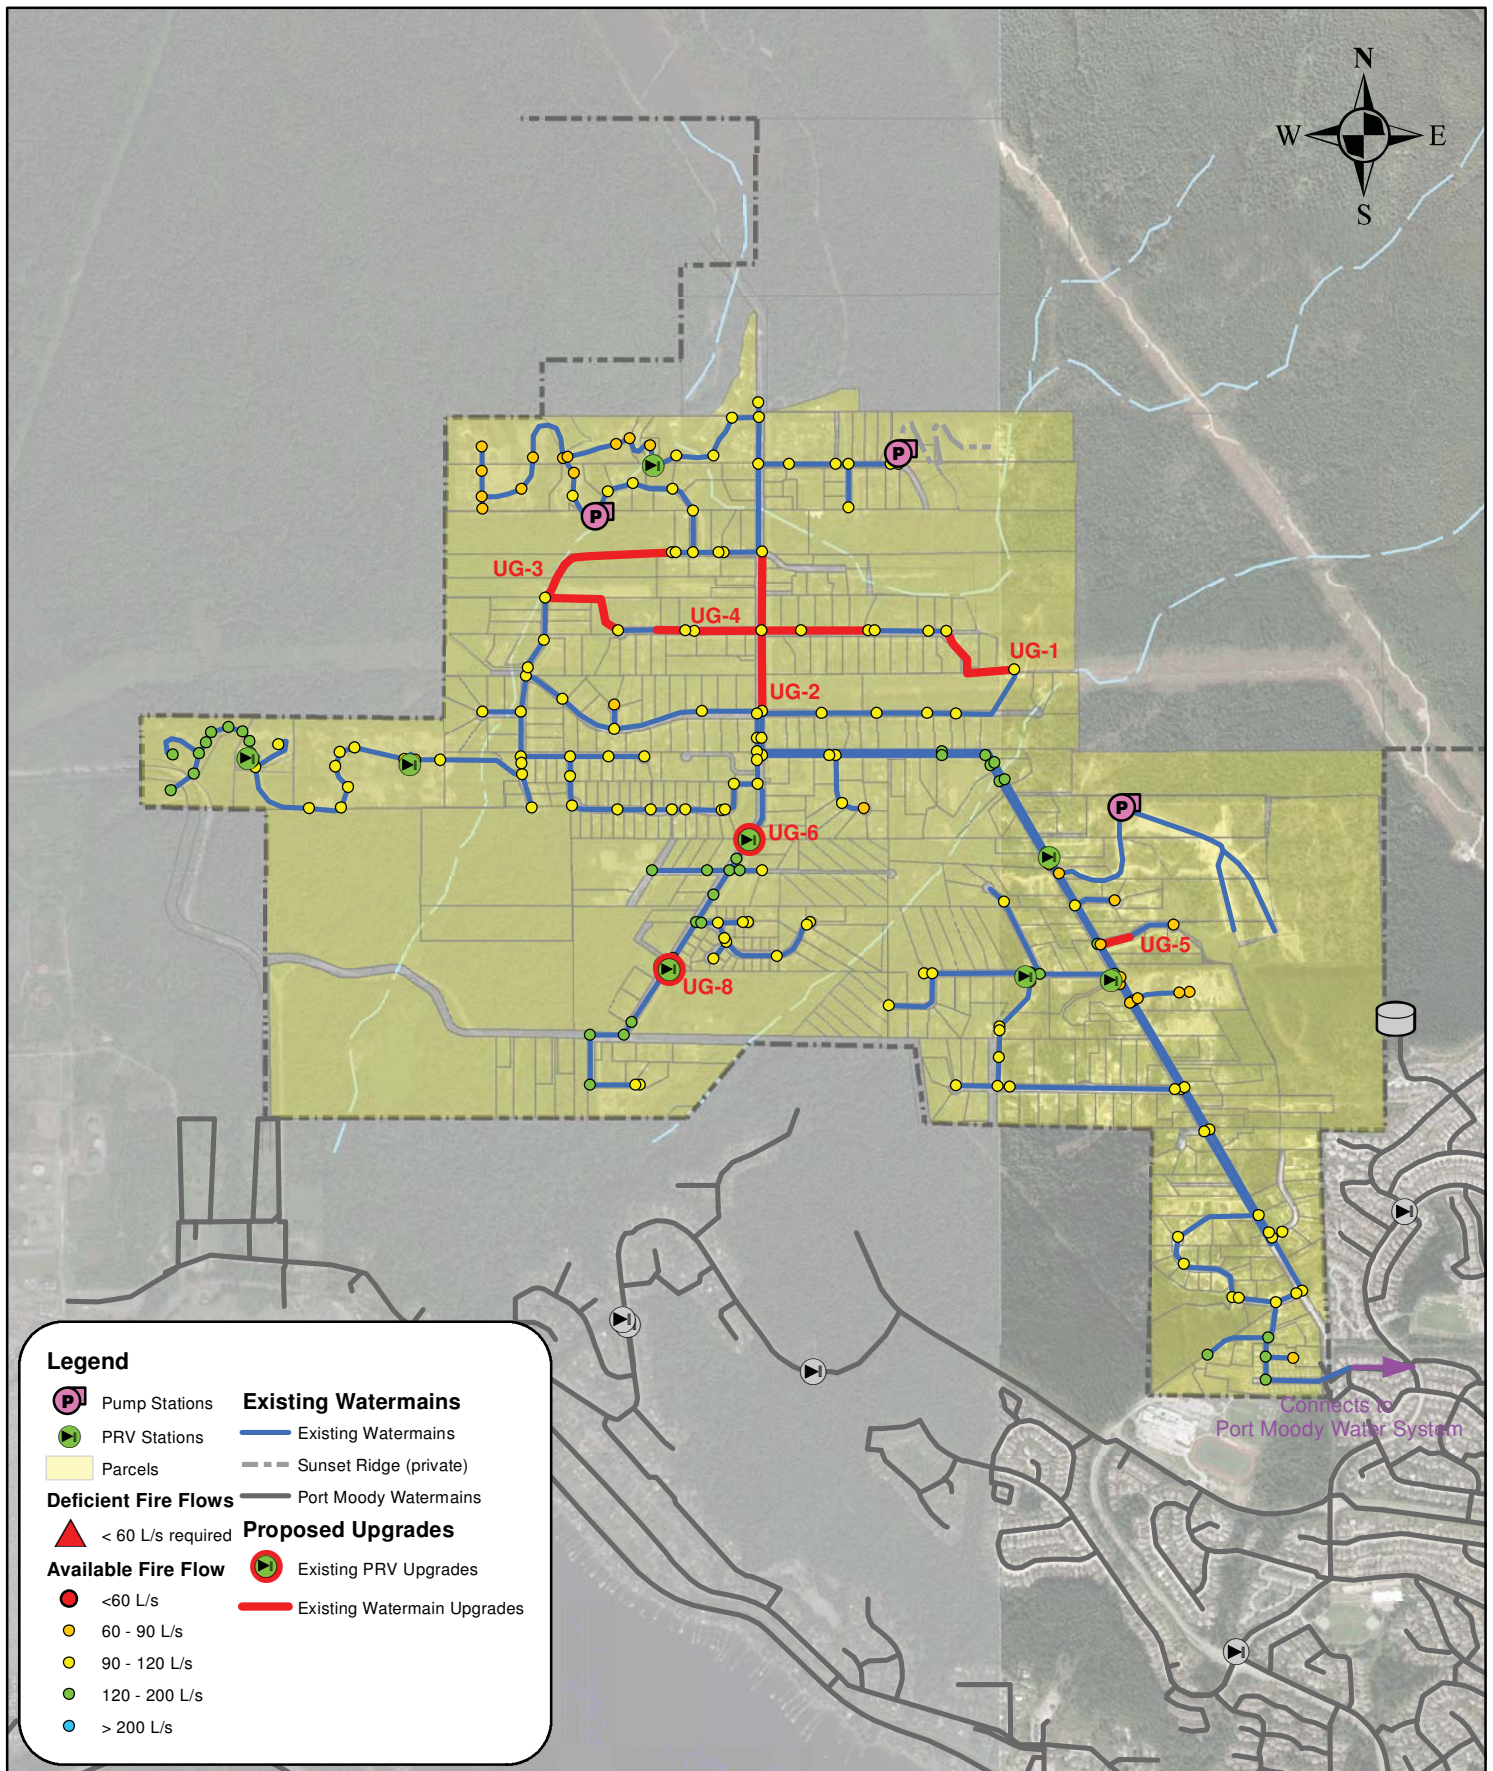 N
W
E
S
P
P
UG-3
UG-4
UG-1
UG-2
P
UG-6
UG-5
UG-8
Connects to
Port Moody Water System
Legend
P
Pump Stations
PRV Stations
Parcels
Deficient Fire Flows
< 60 L/s required
Available Fire Flow
<60 L/s
60 - 90 L/s
90 - 120 L/s
120 - 200 L/s
> 200 L/s
Existing Watermains
Existing Watermains
Sunset Ridge (private)
Port Moody Watermains
Proposed Upgrades
Existing PRV Upgrades
Existing Watermain Upgrades